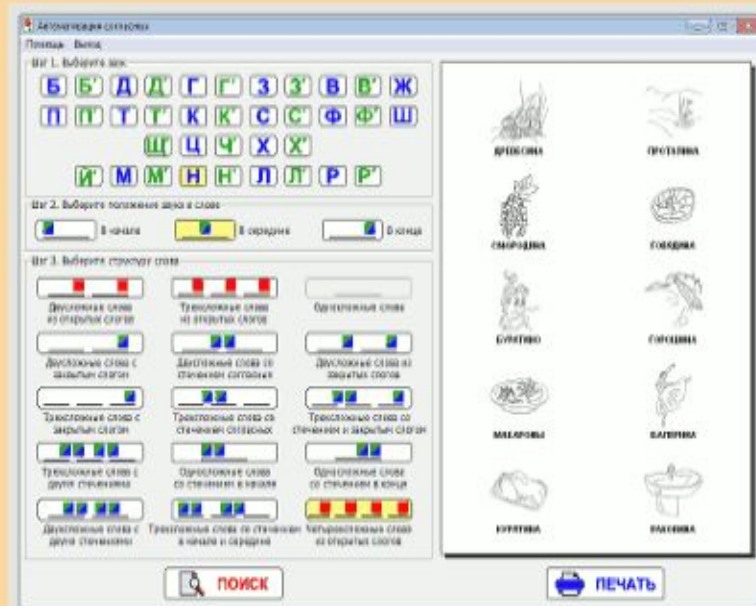 Автоматизация согласных
Помощь Выход
Шаг 1. Выберите звук
Б Б' Д Д' Г Г' З З' В В' Ж
П П' Т Т' К К' С С' Ф Ф' Ш
Щ' Ц Ч' Х Х'
Й' М М' Н Н' Л Л' Р Р'
Шаг 2. Выберите положение звука в слове
В начале В середине В конце
Шаг 3. Выберите структуру слова
Двусложные слова из открытых слогов
Трехсложные слова из открытых слогов
Односложные слова
Двусложные слова с закрытым слогом
Двусложные слова со стечением согласных
Двусложные слова из закрытых слогов
Трехсложные слова с закрытым слогом
Трехсложные слова со стечением согласных
Трехсложные слова со стечением и закрытым слогом
Трехсложные слова с двумя стечениями
Односложные слова со стечением в начале
Односложные слова со стечением в конце
Двусложные слова с двумя стечениями
Трехсложные слова со стечением в начале и середине
Четырехсложные слова из открытых слогов
ПОИСК
ДРЕВЕСИНА
ПРОТАЛИНА
СМОРОДИНА
ГОВЯДИНА
БУРАТИНО
ГОРОШИНА
МАКАРОНЫ
БАЛЕРИНА
КУРЯТИНА
РАКОВИНА
ПЕЧАТЬ